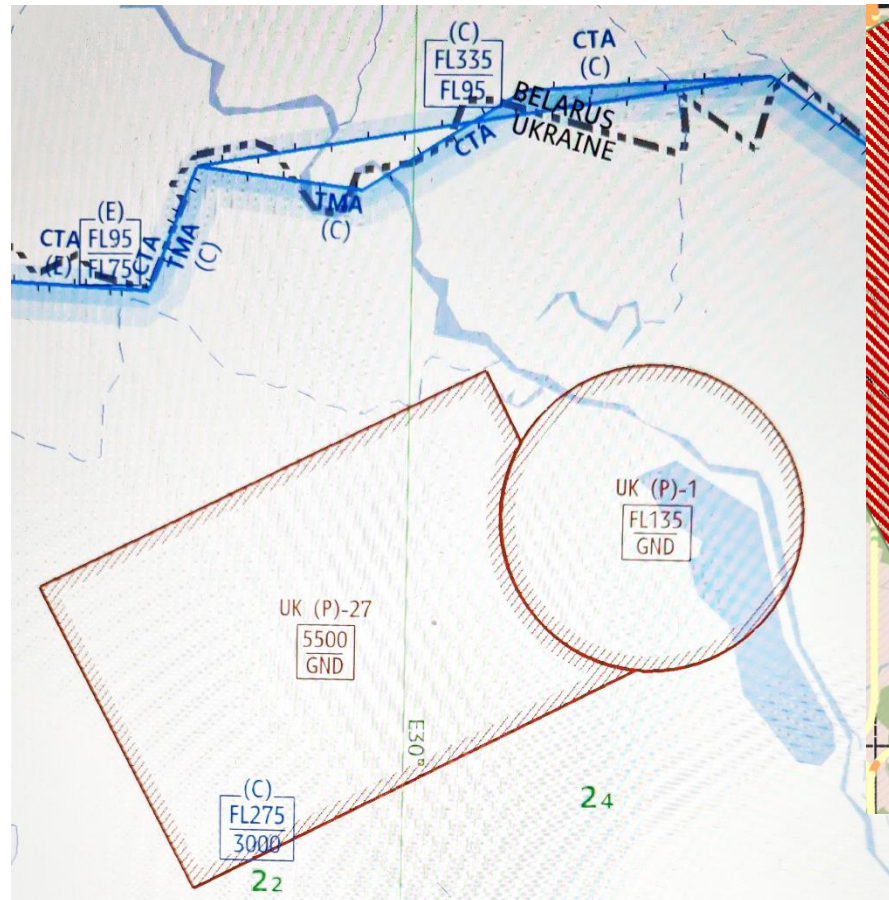 (C)
FL335
FL95
CTA
(C)
BELARUS
UKRAINE
CTA
TMA
(C)
(E)
FL95
FL75
CTA
(E)
CTA
TMA
(C)
UK (P)-1
FL135
GND
UK (P)-27
5500
GND
E30°
(C)
FL275
3000
24
22